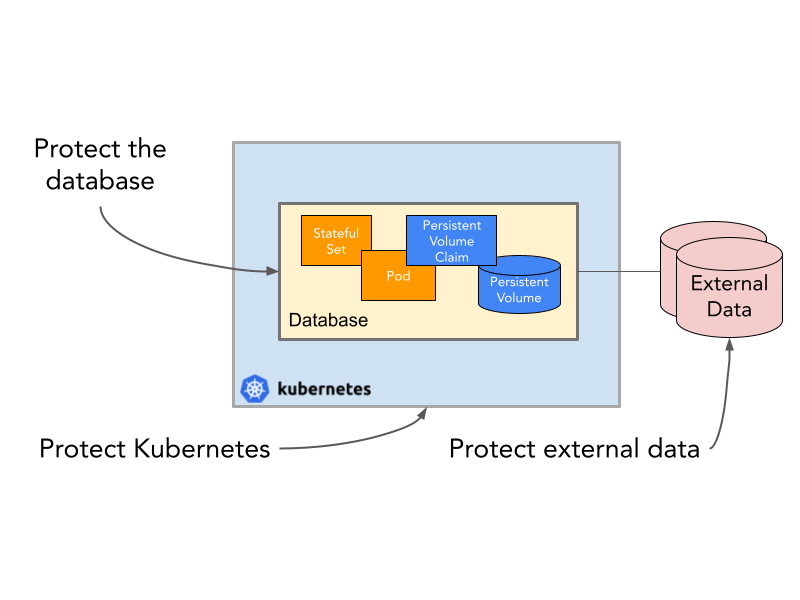 Protect the
database
Stateful
Set
Pod
Persistent
Volume
Claim
Persistent
Volume
Database
External
Data
kubernetes
Protect Kubernetes
Protect external data